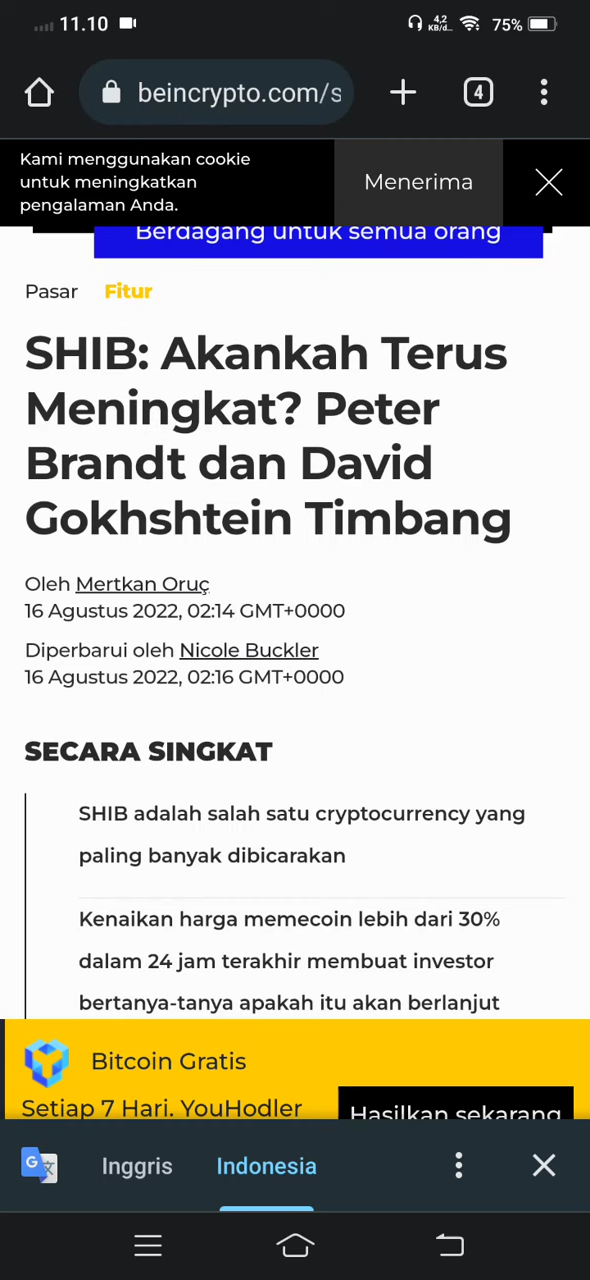 11.10
4,2
KB/d...
75%
beincrypto.com/s
4
Kami menggunakan cookie
untuk meningkatkan
pengalaman Anda.
Menerima
Berdagang untuk semua orang
Pasar Fitur
SHIB: Akankah Terus
Meningkat? Peter
Brandt dan David
Gokhshtein Timbang
Oleh Mertkan Oruç
16 Agustus 2022, 02:14 GMT+0000
Diperbarui oleh Nicole Buckler
16 Agustus 2022, 02:16 GMT+0000
SECARA SINGKAT
SHIB adalah salah satu cryptocurrency yang
paling banyak dibicarakan
Kenaikan harga memecoin lebih dari 30%
dalam 24 jam terakhir membuat investor
bertanya-tanya apakah itu akan berlanjut
Bitcoin Gratis
Setiap 7 Hari. YouHodler
Hasilkan sekarang
G 文
Inggris Indonesia